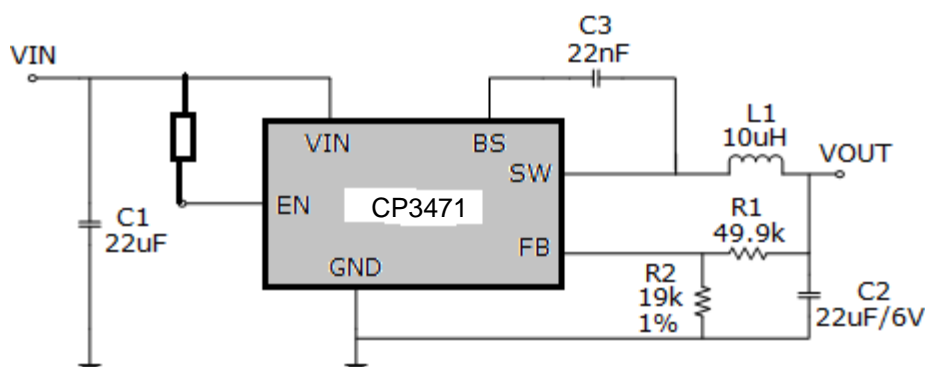 C3
22nF
VIN
L1
10uH
VIN
BS
VOUT
SW
EN
CP3471
R1
49.9k
C1
22uF
FB
GND
R2
19k
1%
C2
22uF/6V